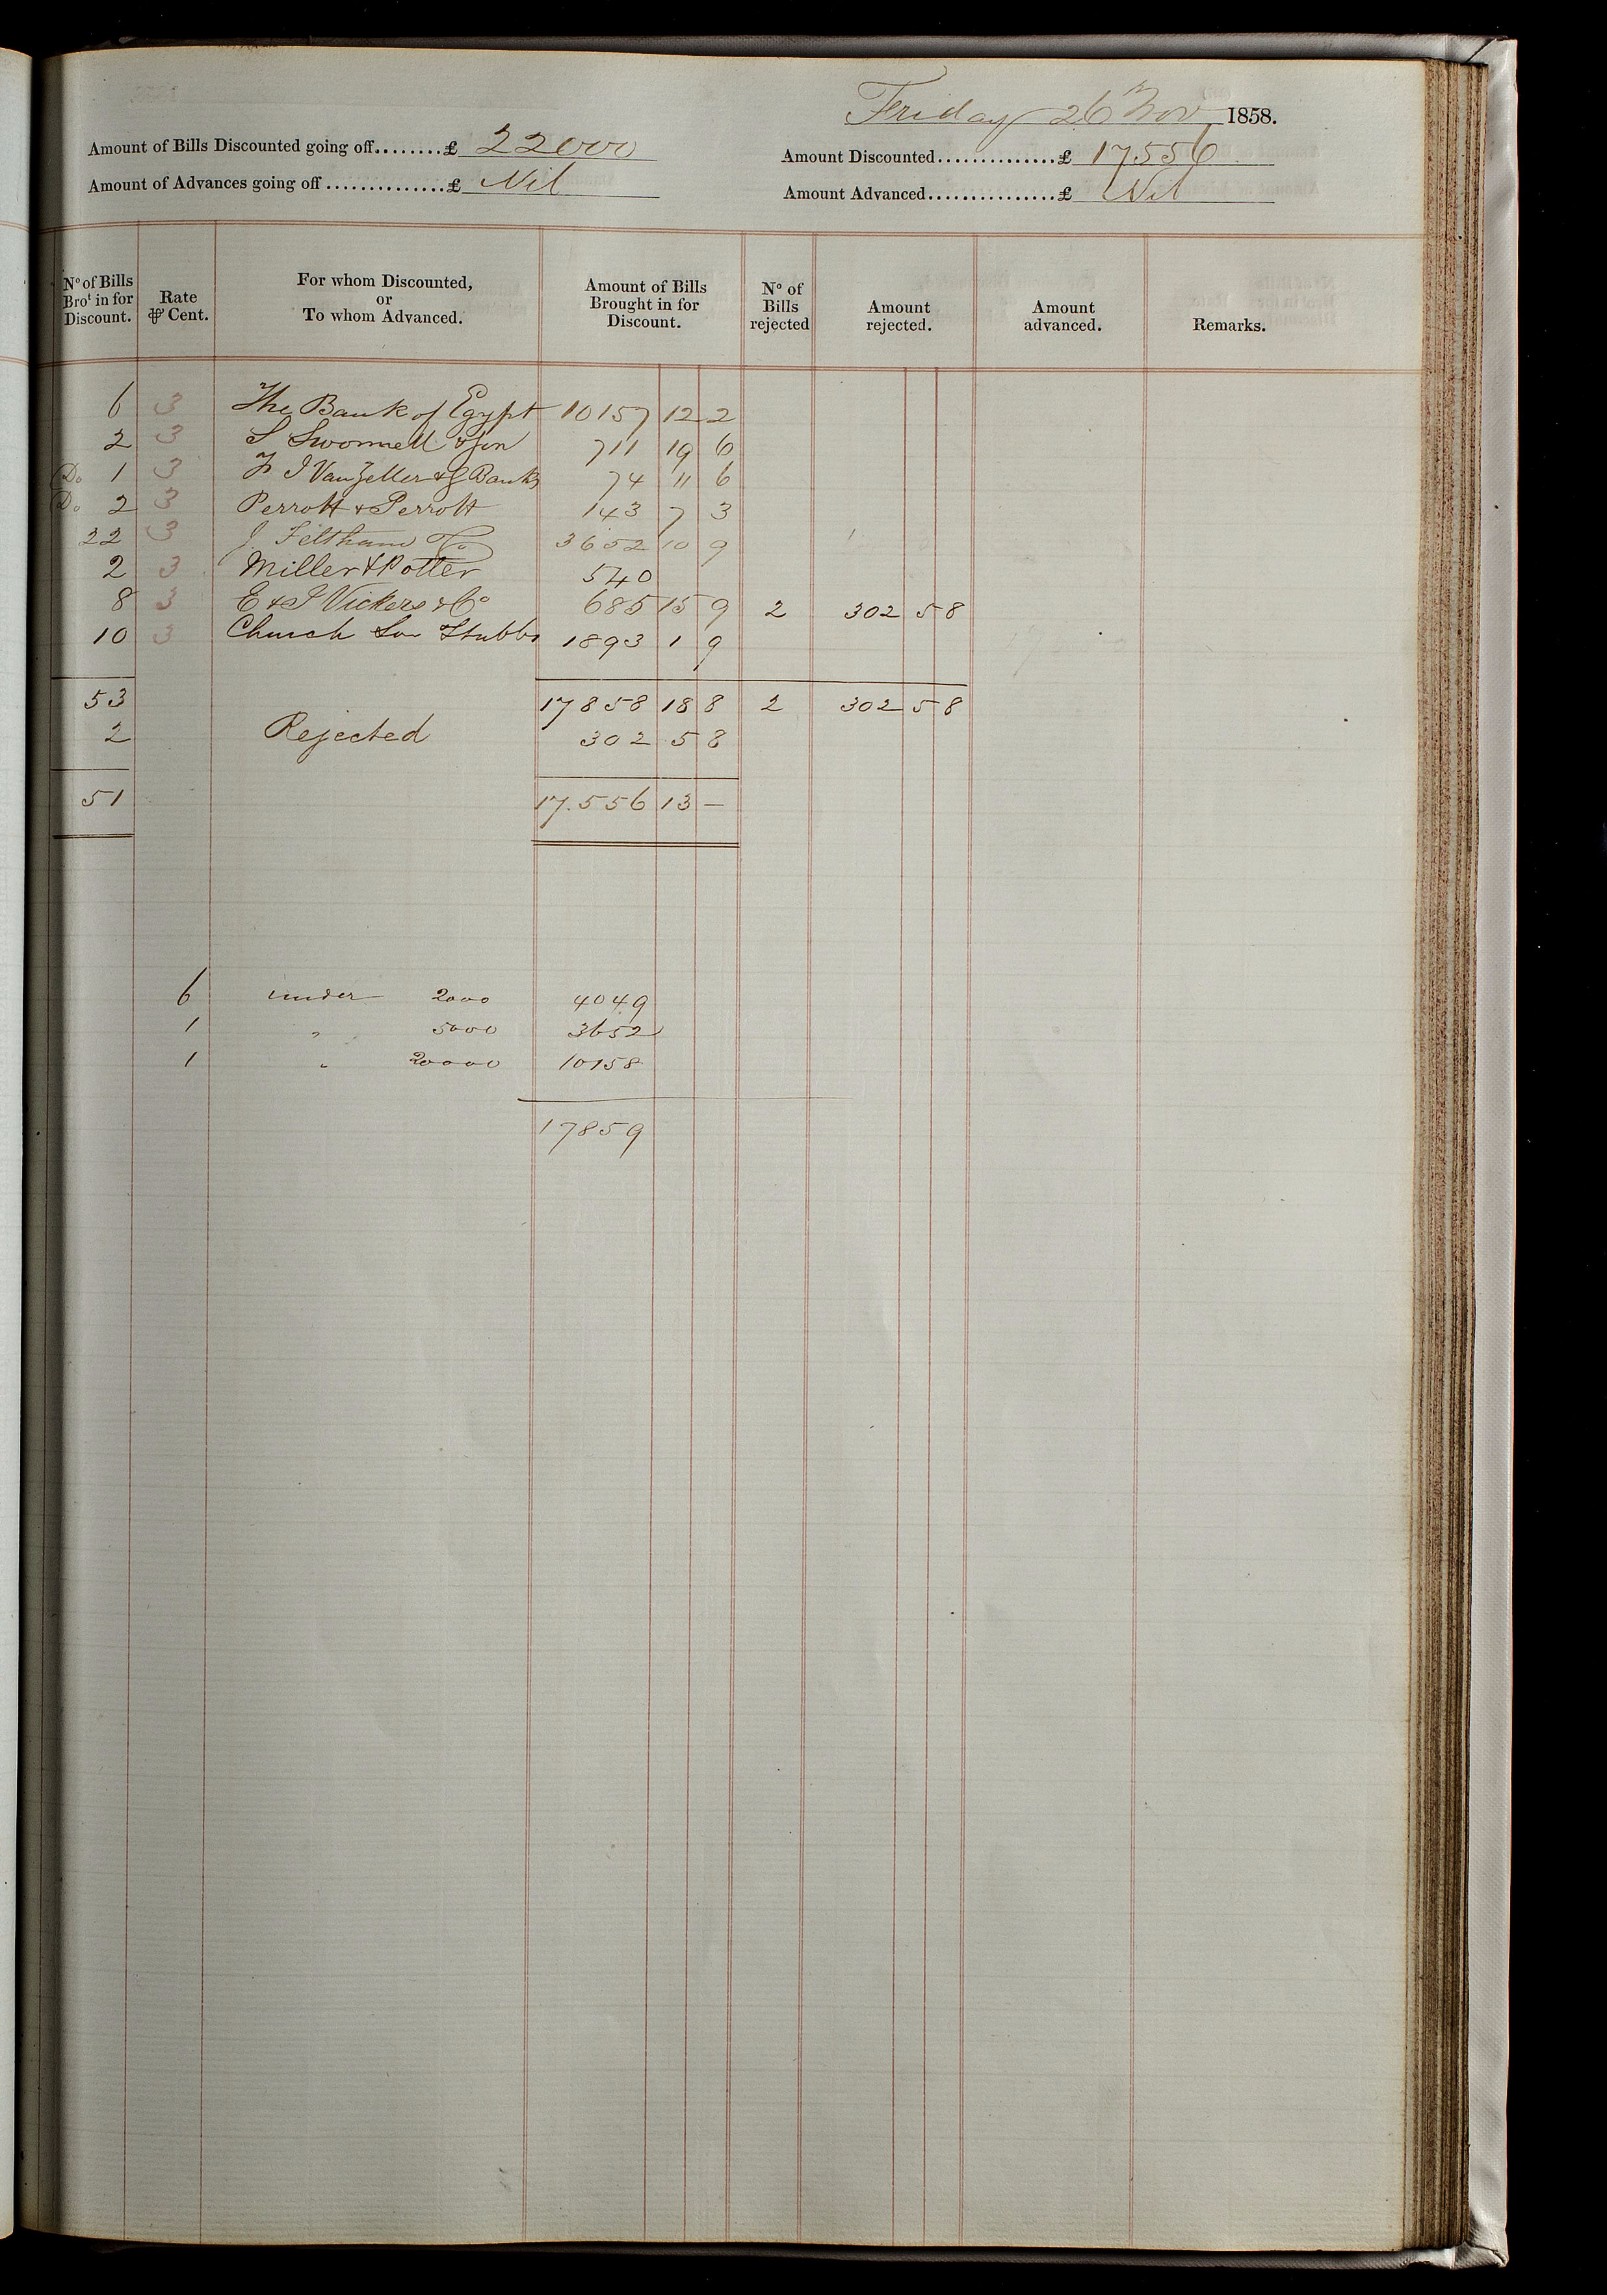 Friday 26 Nov 1858.
Amount of Bills Discounted going off........£ 22000
Amount Discounted..............£ 17.556
Amount of Advances going off..............£ Nil
Amount Advanced...............£ Nil
No of Bills Brot in for Discount. | Rate ⅌ Cent. | For whom Discounted, or To whom Advanced. | Amount of Bills Brought in for Discount. | No of Bills rejected | Amount rejected. | Amount advanced. | Remarks.
6 3 The Bank of Egypt 10157 12 2
2 3 S Swonnell & Son 711 19 6
Do 1 3 F I Van Zeller & G Banks 74 11 6
Do 2 3 Perrott & Perrott 143 7 3
22 3 J Feltham & Co 3652 10 9
2 3 Miller & Potter 540
8 3 E & J Vickers & Co 685 15 9 2 302 5 8
10 3 Church Stubbs 1893 1 9
53 17858 18 8 2 302 5 8
2 Rejected 302 5 8
51 17.556 13 —
6 under 2000 4049
1 " 5000 3652
1 " 20000 10158
17859